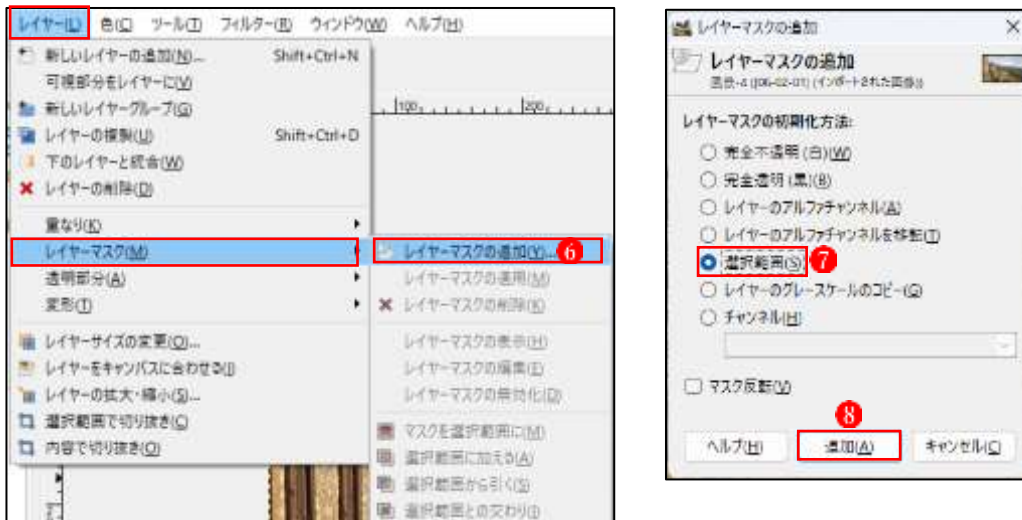 レイヤー(L) 色(C) ツール(T) フィルター(R) ウィンドウ(W) ヘルプ(H)
新しいレイヤーの追加(N)... Shift+Ctrl+N
可視部分をレイヤーに(V)
新しいレイヤーグループ(G)
レイヤーの複製(U) Shift+Ctrl+D
下のレイヤーと統合(W)
レイヤーの削除(D)
重なり(K)
レイヤーマスク(M)
透明部分(A)
変形(T)
レイヤーサイズの変更(O)...
レイヤーをキャンバスに合わせる(I)
レイヤーの拡大・縮小(S)...
選択範囲で切り抜き(C)
内容で切り抜き(O)
100 200
レイヤーマスクの追加(Y)... 6
レイヤーマスクの適用(M)
レイヤーマスクの削除(K)
レイヤーマスクの表示(H)
レイヤーマスクの編集(E)
レイヤーマスクの無効化(D)
マスクを選択範囲に(M)
選択範囲に加える(A)
選択範囲から引く(S)
選択範囲との交わり(I)
レイヤーマスクの追加
レイヤーマスクの追加
(インポートされた画像)
レイヤーマスクの初期化方法:
完全不透明 (白)(W)
完全透明 (黒)(B)
レイヤーのアルファチャンネル(A)
レイヤーのアルファチャンネルを移転(T)
選択範囲(S) 7
レイヤーのグレースケールのコピー(G)
チャンネル(H)
マスク反転(V)
8
ヘルプ(H) 追加(A) キャンセル(C)